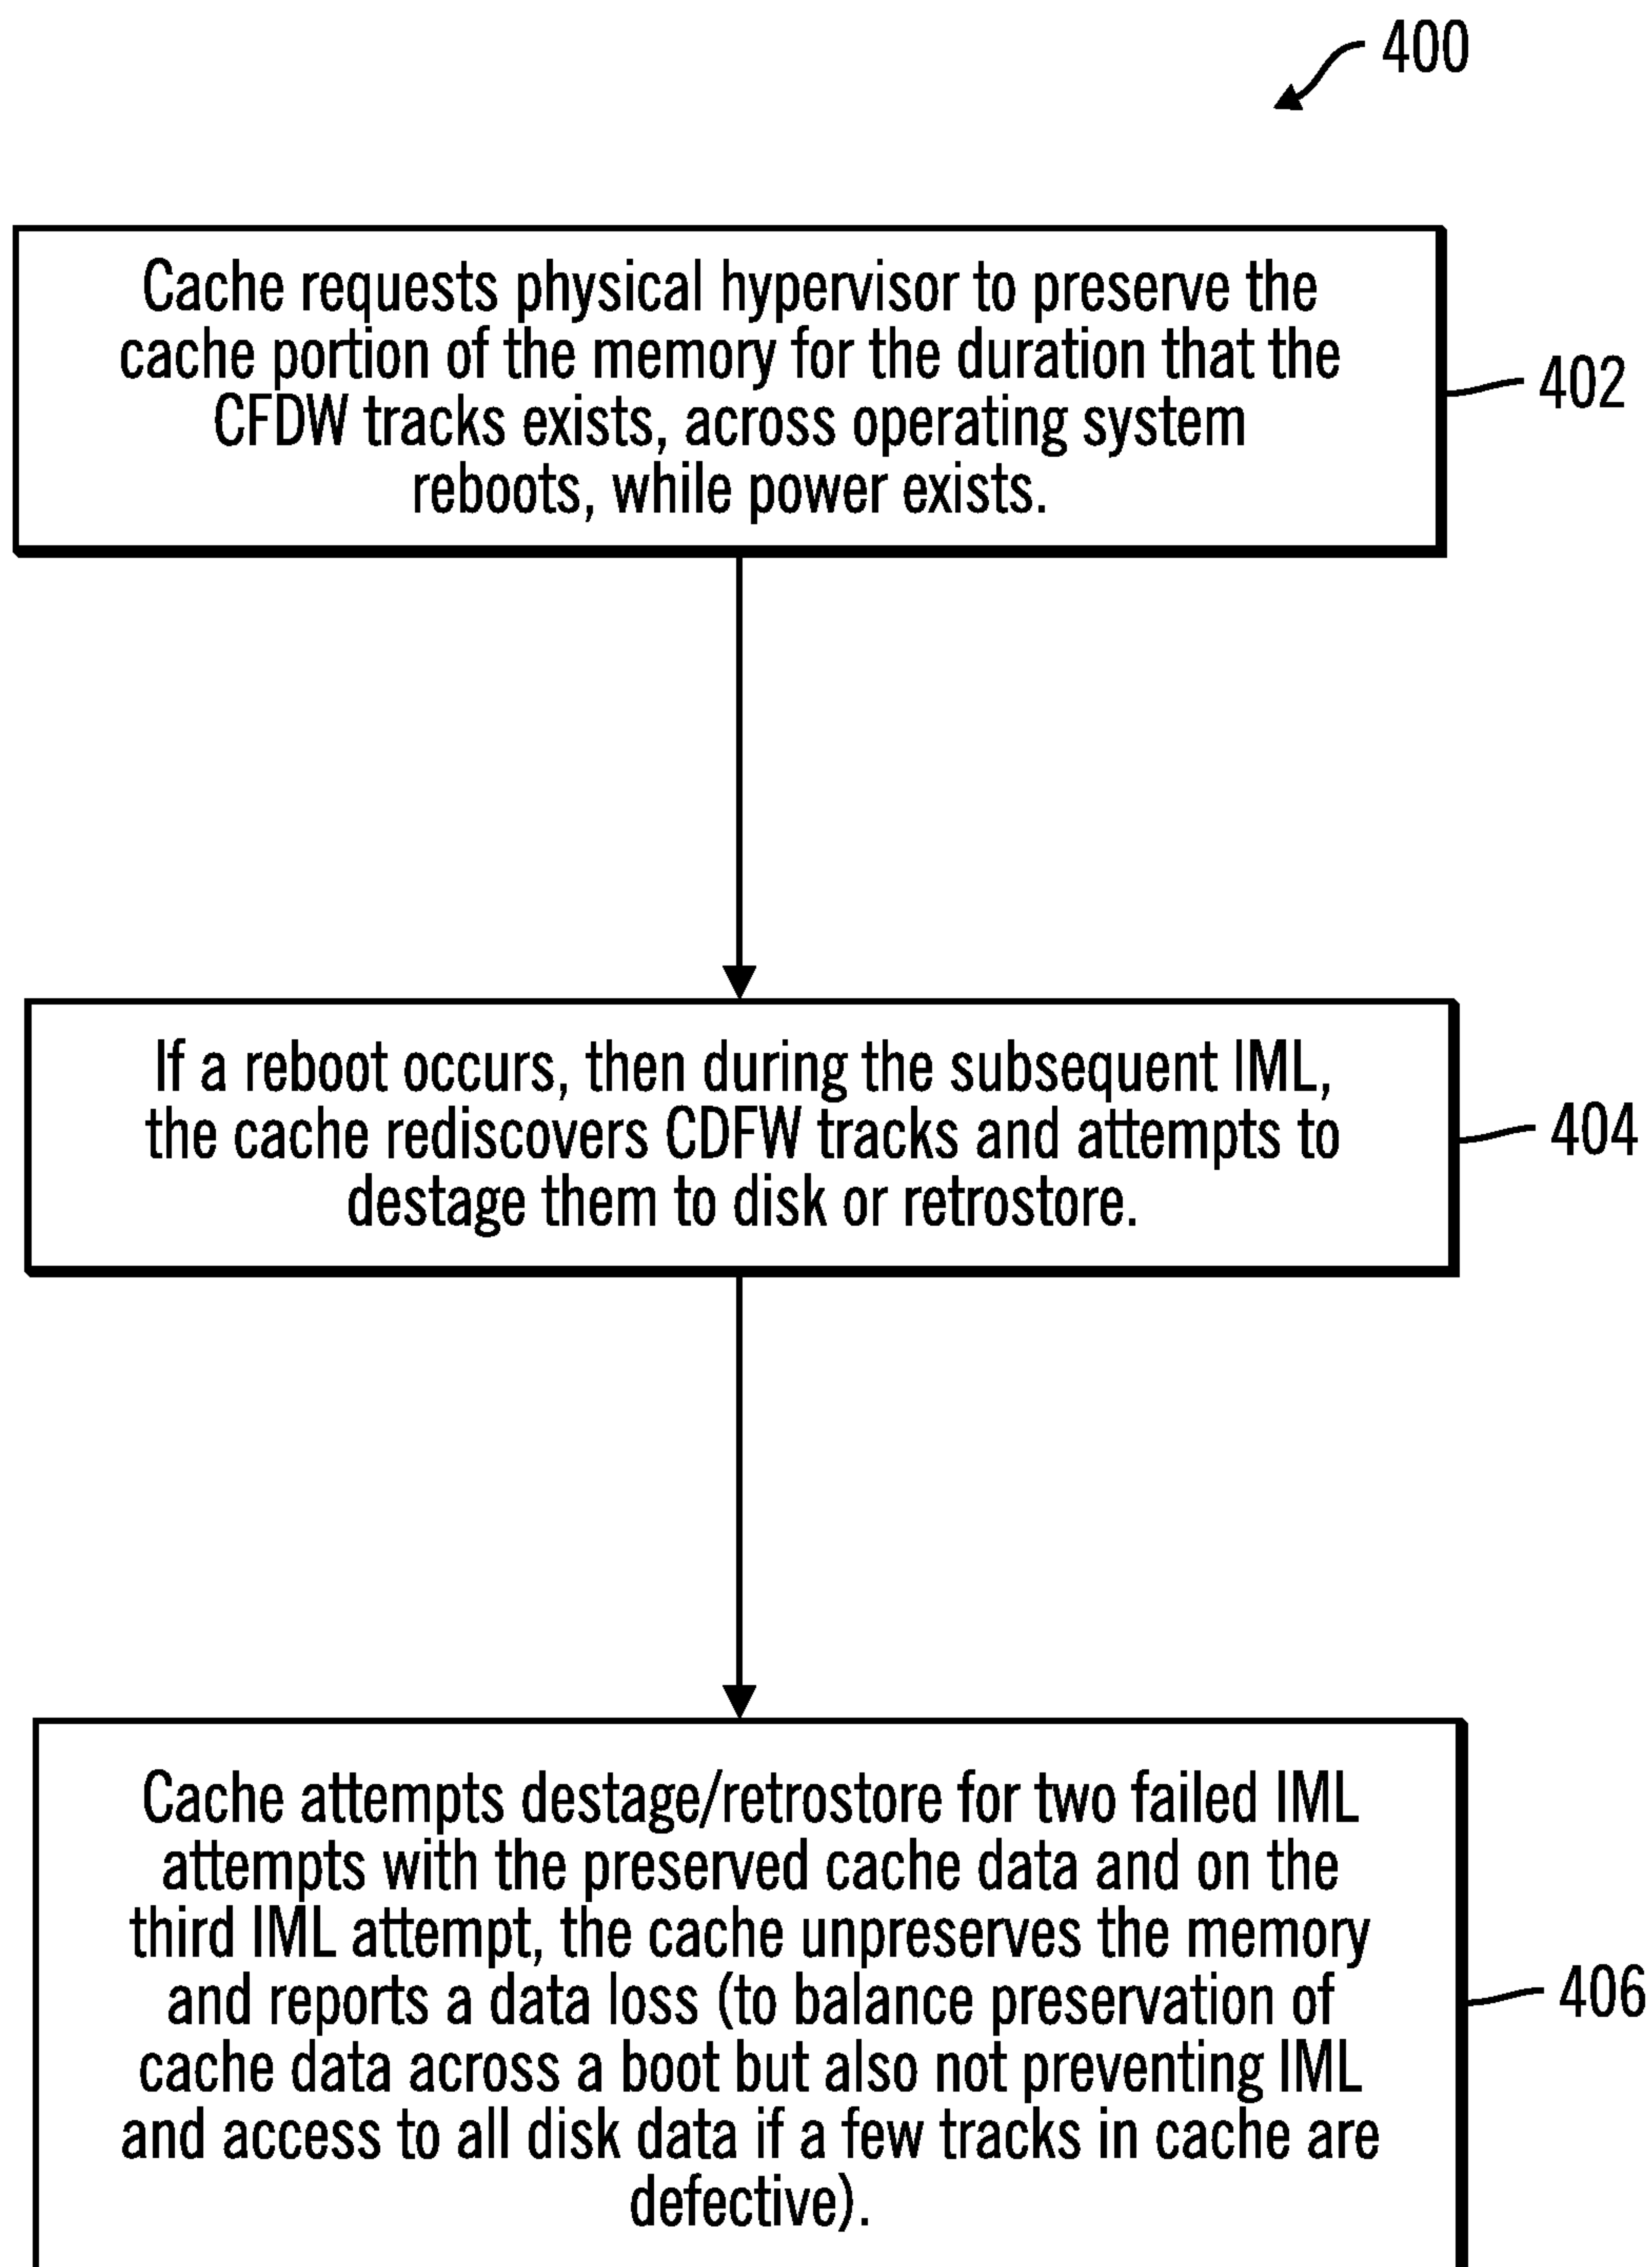 400
Cache requests physical hypervisor to preserve the
cache portion of the memory for the duration that the
CFDW tracks exists, across operating system
reboots, while power exists.
402
If a reboot occurs, then during the subsequent IML,
the cache rediscovers CDFW tracks and attempts to
destage them to disk or retrostore.
404
Cache attempts destage/retrostore for two failed IML
attempts with the preserved cache data and on the
third IML attempt, the cache unpreserves the memory
and reports a data loss (to balance preservation of
cache data across a boot but also not preventing IML
and access to all disk data if a few tracks in cache are
defective).
406